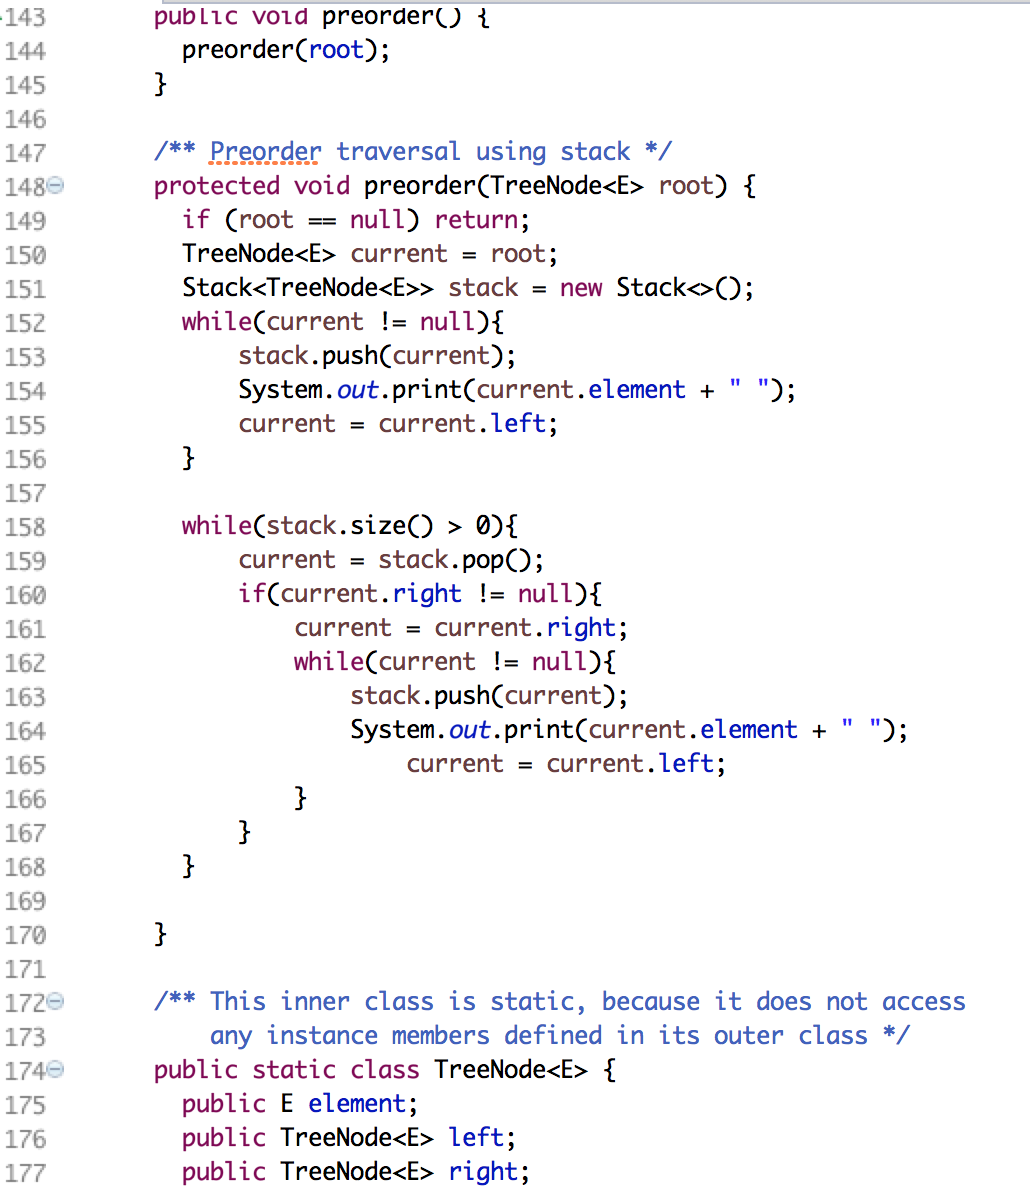 143 public void preorder() {
144 preorder(root);
145 }
146
147 /** Preorder traversal using stack */
148 protected void preorder(TreeNode<E> root) {
149 if (root == null) return;
150 TreeNode<E> current = root;
151 Stack<TreeNode<E>> stack = new Stack<>();
152 while(current != null){
153 stack.push(current);
154 System.out.print(current.element + " ");
155 current = current.left;
156 }
157
158 while(stack.size() > 0){
159 current = stack.pop();
160 if(current.right != null){
161 current = current.right;
162 while(current != null){
163 stack.push(current);
164 System.out.print(current.element + " ");
165 current = current.left;
166 }
167 }
168 }
169
170 }
171
172 /** This inner class is static, because it does not access
173 any instance members defined in its outer class */
174 public static class TreeNode<E> {
175 public E element;
176 public TreeNode<E> left;
177 public TreeNode<E> right;